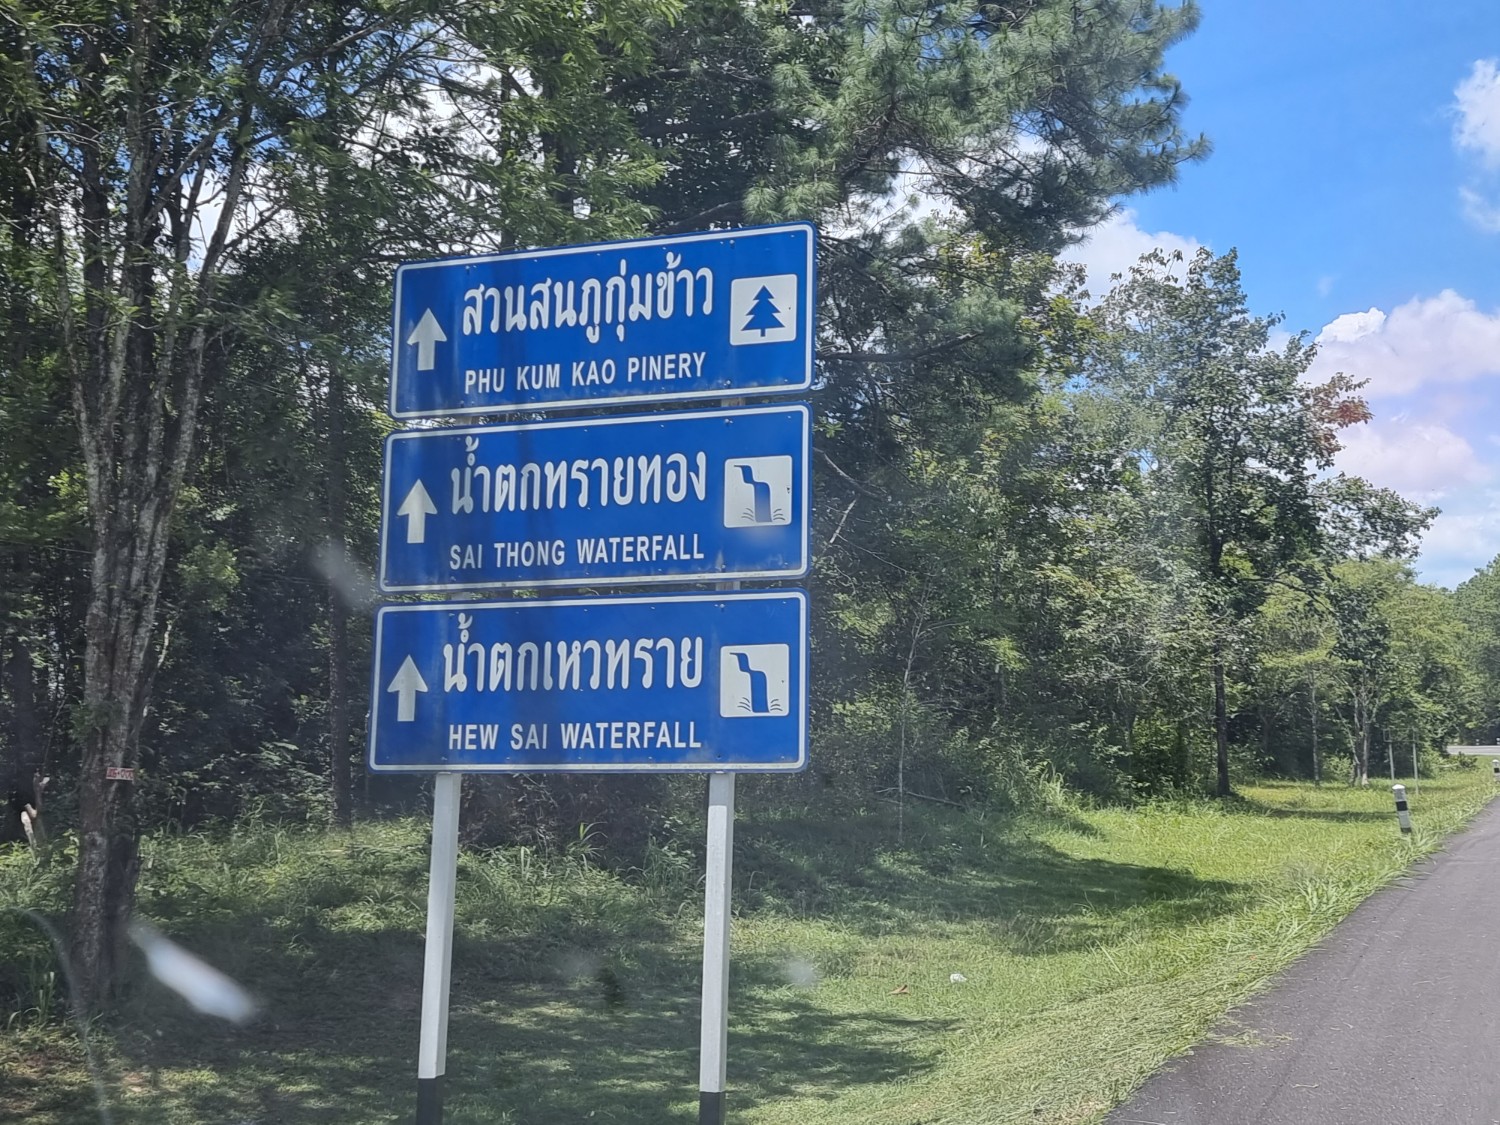 สวนสนภูกุ่มข้าว
PHU KUM KAO PINERY
น้ำตกทรายทอง
SAI THONG WATERFALL
น้ำตกเหวทราย
HEW SAI WATERFALL